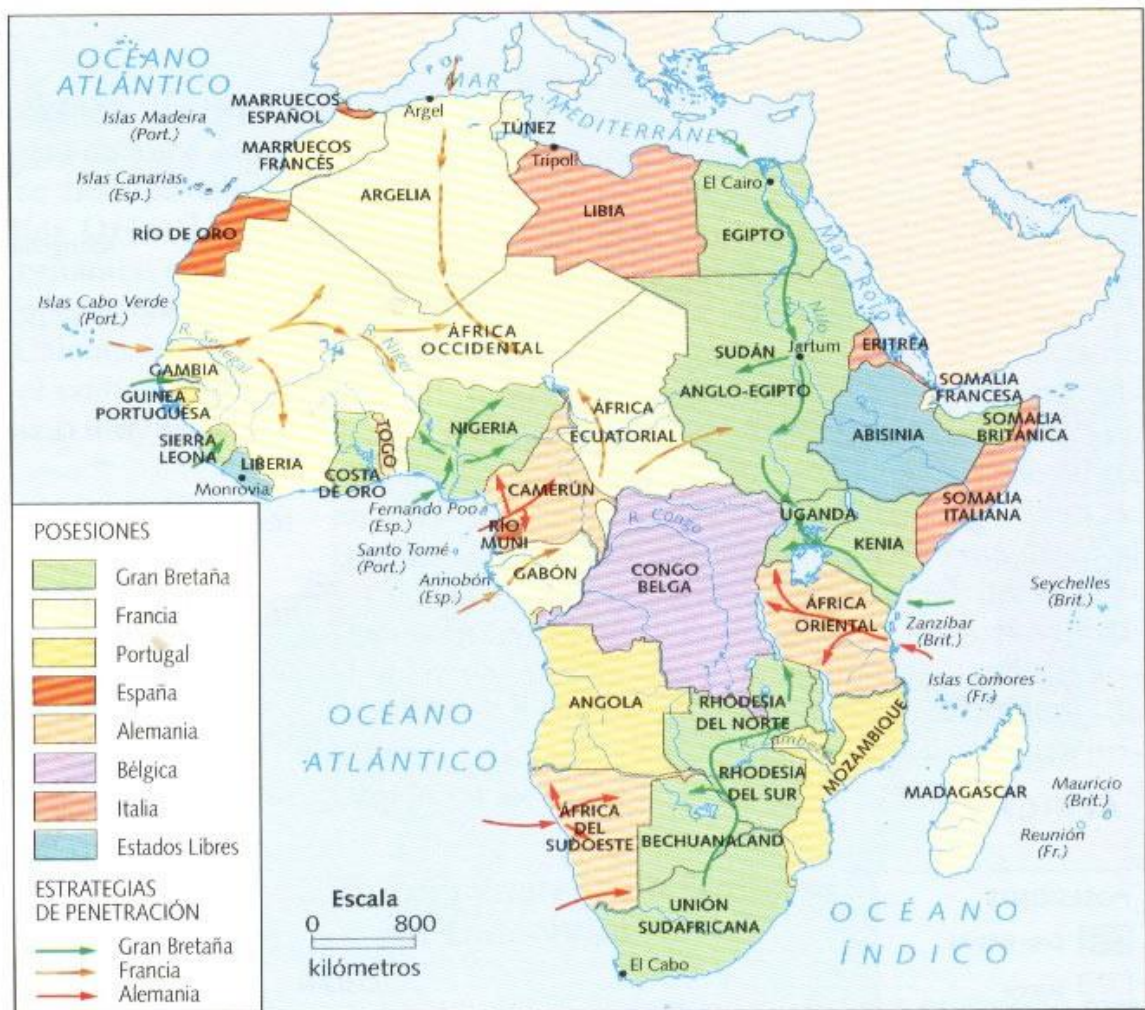 OCÉANO
ATLÁNTICO
Islas Madeira
(Port.)
Islas Canarias
(Esp.)
MARRUECOS
ESPAÑOL
MARRUECOS
FRANCÉS
Argel
MAR MEDITERRÁNEO
TÚNEZ
Trípoli
ARGELIA
LIBIA
El Cairo
EGIPTO
Mar Rojo
RÍO DE ORO
Islas Cabo Verde
(Port.)
R. Senegal
R. Níger
ÁFRICA
OCCIDENTAL
Nilo
SUDÁN
Jartum
ANGLO-EGIPTO
ERITREA
SOMALIA
FRANCESA
SOMALIA
BRITÁNICA
GAMBIA
GUINEA
PORTUGUESA
SIERRA
LEONA
LIBERIA
Monrovia
COSTA
DE ORO
TOGO
NIGERIA
ÁFRICA
ECUATORIAL
ABISINIA
CAMERÚN
Fernando Poo
(Esp.)
RÍO
MUNI
Santo Tomé
(Port.)
Annobón
(Esp.)
GABÓN
R. Congo
CONGO
BELGA
UGANDA
KENIA
SOMALIA
ITALIANA
ÁFRICA
ORIENTAL
Zanzíbar
(Brit.)
Seychelles
(Brit.)
Islas Comores
(Fr.)
OCÉANO
ATLÁNTICO
ANGOLA
RHODESIA
DEL NORTE
R. Zambeze
RHODESIA
DEL SUR
MOZAMBIQUE
MADAGASCAR
Mauricio
(Brit.)
Reunión
(Fr.)
ÁFRICA
DEL
SUDOESTE
BECHUANALAND
UNIÓN
SUDAFRICANA
El Cabo
OCÉANO
ÍNDICO
POSESIONES
Gran Bretaña
Francia
Portugal
España
Alemania
Bélgica
Italia
Estados Libres
ESTRATEGIAS
DE PENETRACIÓN
Gran Bretaña
Francia
Alemania
Escala
0 800
kilómetros